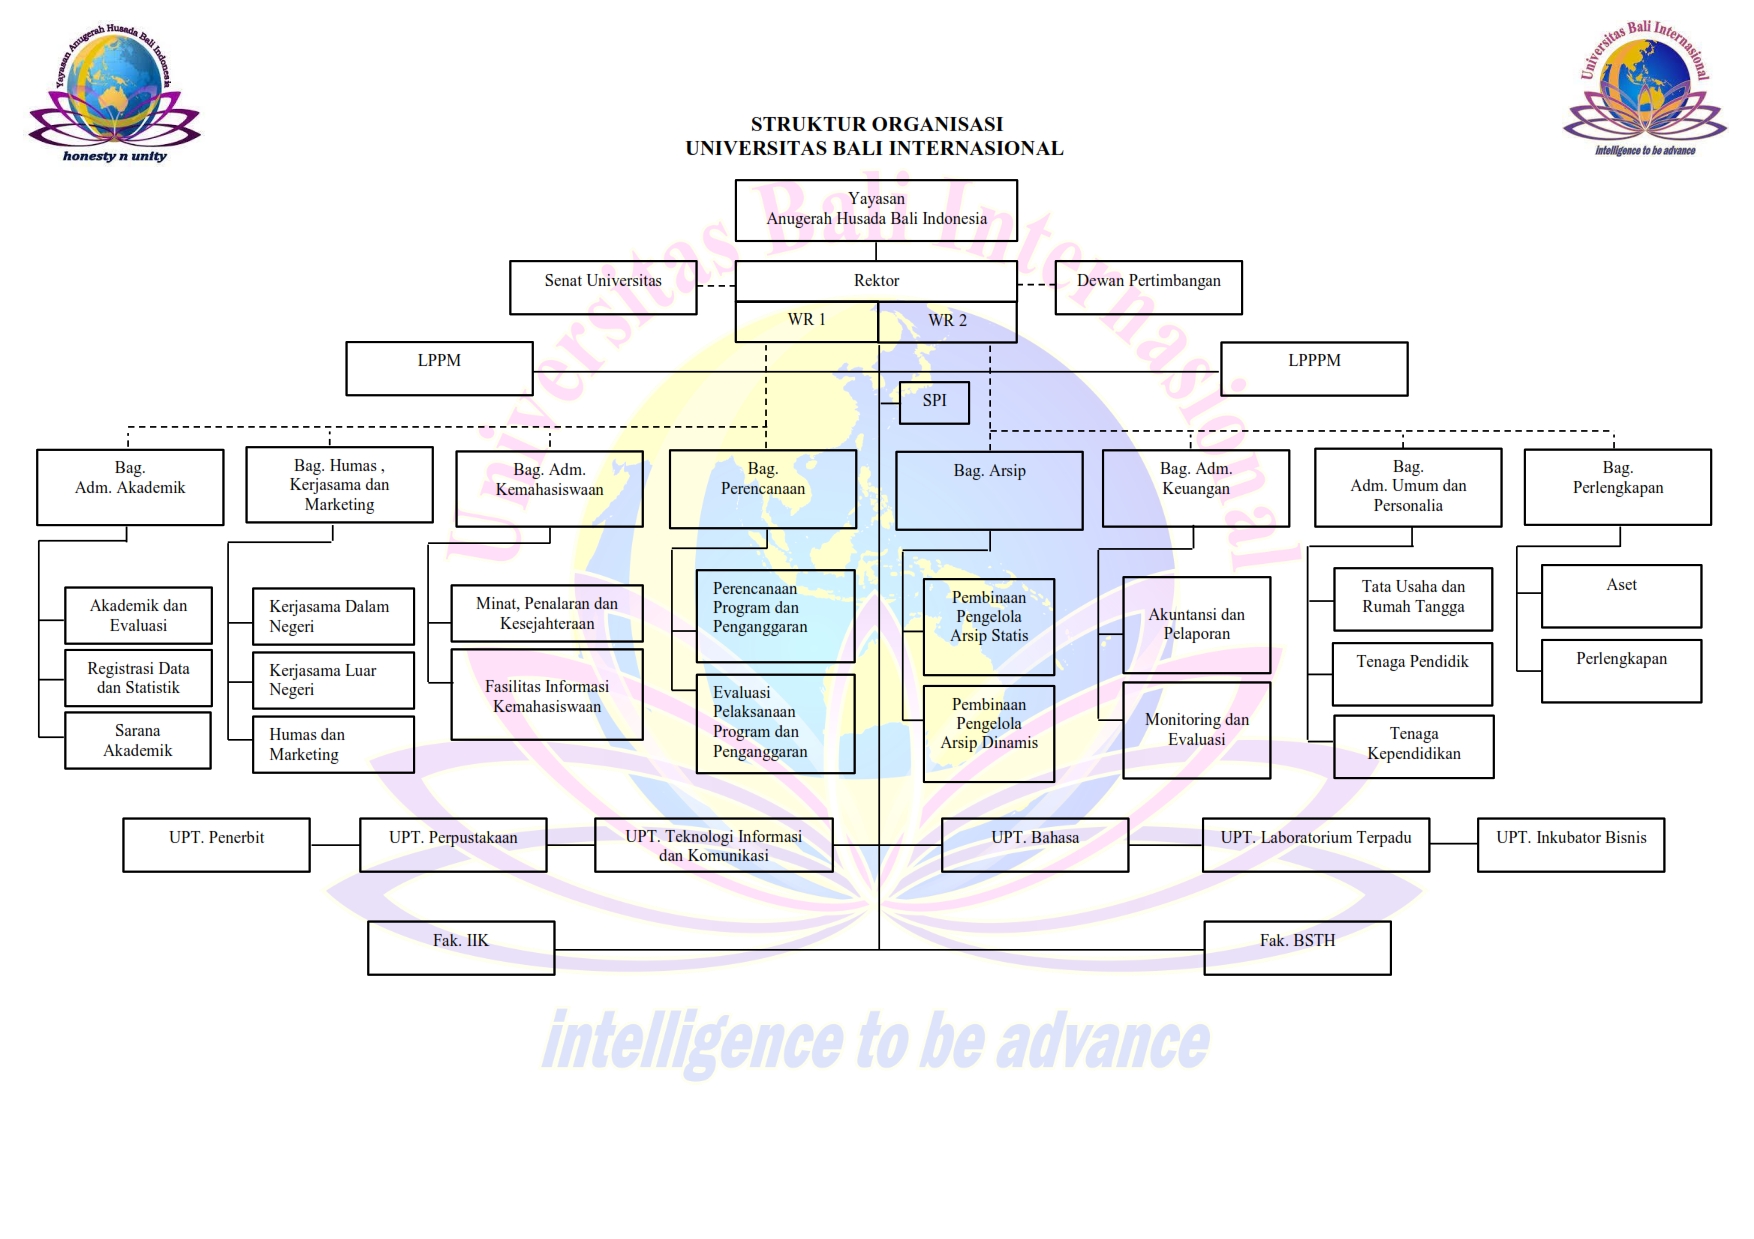 Yayasan Anugerah Husada Bali Indonesia
honesty n unity
Universitas Bali Internasional
intelligence to be advance
STRUKTUR ORGANISASI
UNIVERSITAS BALI INTERNASIONAL
Yayasan
Anugerah Husada Bali Indonesia
Senat Universitas
Rektor
Dewan Pertimbangan
WR 1
WR 2
LPPM
LPPPM
SPI
Bag.
Adm. Akademik
Bag. Humas ,
Kerjasama dan
Marketing
Bag. Adm.
Kemahasiswaan
Bag.
Perencanaan
Bag. Arsip
Bag. Adm.
Keuangan
Bag.
Adm. Umum dan
Personalia
Bag.
Perlengkapan
Akademik dan
Evaluasi
Registrasi Data
dan Statistik
Sarana
Akademik
Kerjasama Dalam
Negeri
Kerjasama Luar
Negeri
Humas dan
Marketing
Minat, Penalaran dan
Kesejahteraan
Fasilitas Informasi
Kemahasiswaan
Perencanaan
Program dan
Penganggaran
Evaluasi
Pelaksanaan
Program dan
Penganggaran
Pembinaan
Pengelola
Arsip Statis
Pembinaan
Pengelola
Arsip Dinamis
Akuntansi dan
Pelaporan
Monitoring dan
Evaluasi
Tata Usaha dan
Rumah Tangga
Tenaga Pendidik
Tenaga
Kependidikan
Aset
Perlengkapan
UPT. Penerbit
UPT. Perpustakaan
UPT. Teknologi Informasi
dan Komunikasi
UPT. Bahasa
UPT. Laboratorium Terpadu
UPT. Inkubator Bisnis
Fak. IIK
Fak. BSTH
Universitas Bali Internasional
intelligence to be advance